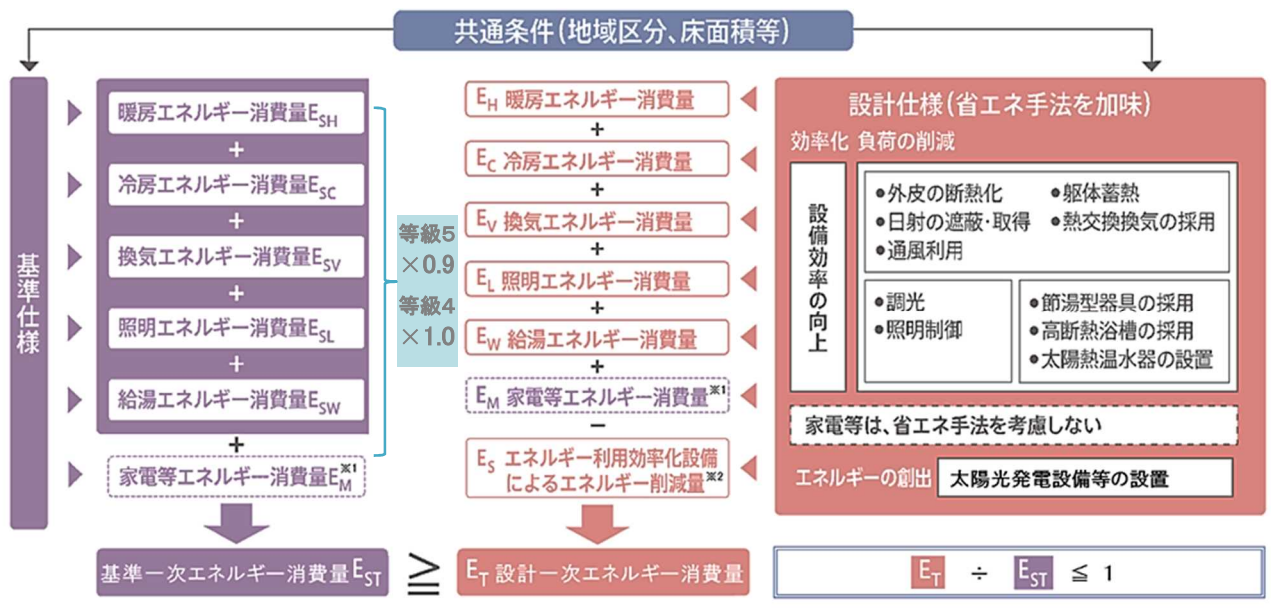 共通条件(地域区分、床面積等)
基準仕様
暖房エネルギー消費量ESH
+
冷房エネルギー消費量ESC
+
換気エネルギー消費量ESV
+
照明エネルギー消費量ESL
+
給湯エネルギー消費量ESW
+
家電等エネルギー消費量EM※1
基準一次エネルギー消費量EST
等級5
×0.9
等級4
×1.0
≧
EH 暖房エネルギー消費量
+
EC 冷房エネルギー消費量
+
EV 換気エネルギー消費量
+
EL 照明エネルギー消費量
+
EW 給湯エネルギー消費量
+
EM 家電等エネルギー消費量※1
−
ES エネルギー利用効率化設備
によるエネルギー削減量※2
ET 設計一次エネルギー消費量
設計仕様(省エネ手法を加味)
効率化 負荷の削減
設備効率の向上
●外皮の断熱化
●日射の遮蔽・取得
●通風利用
●躯体蓄熱
●熱交換換気の採用
●調光
●照明制御
●節湯型器具の採用
●高断熱浴槽の採用
●太陽熱温水器の設置
家電等は、省エネ手法を考慮しない
エネルギーの創出 太陽光発電設備等の設置
ET ÷ EST ≦ 1